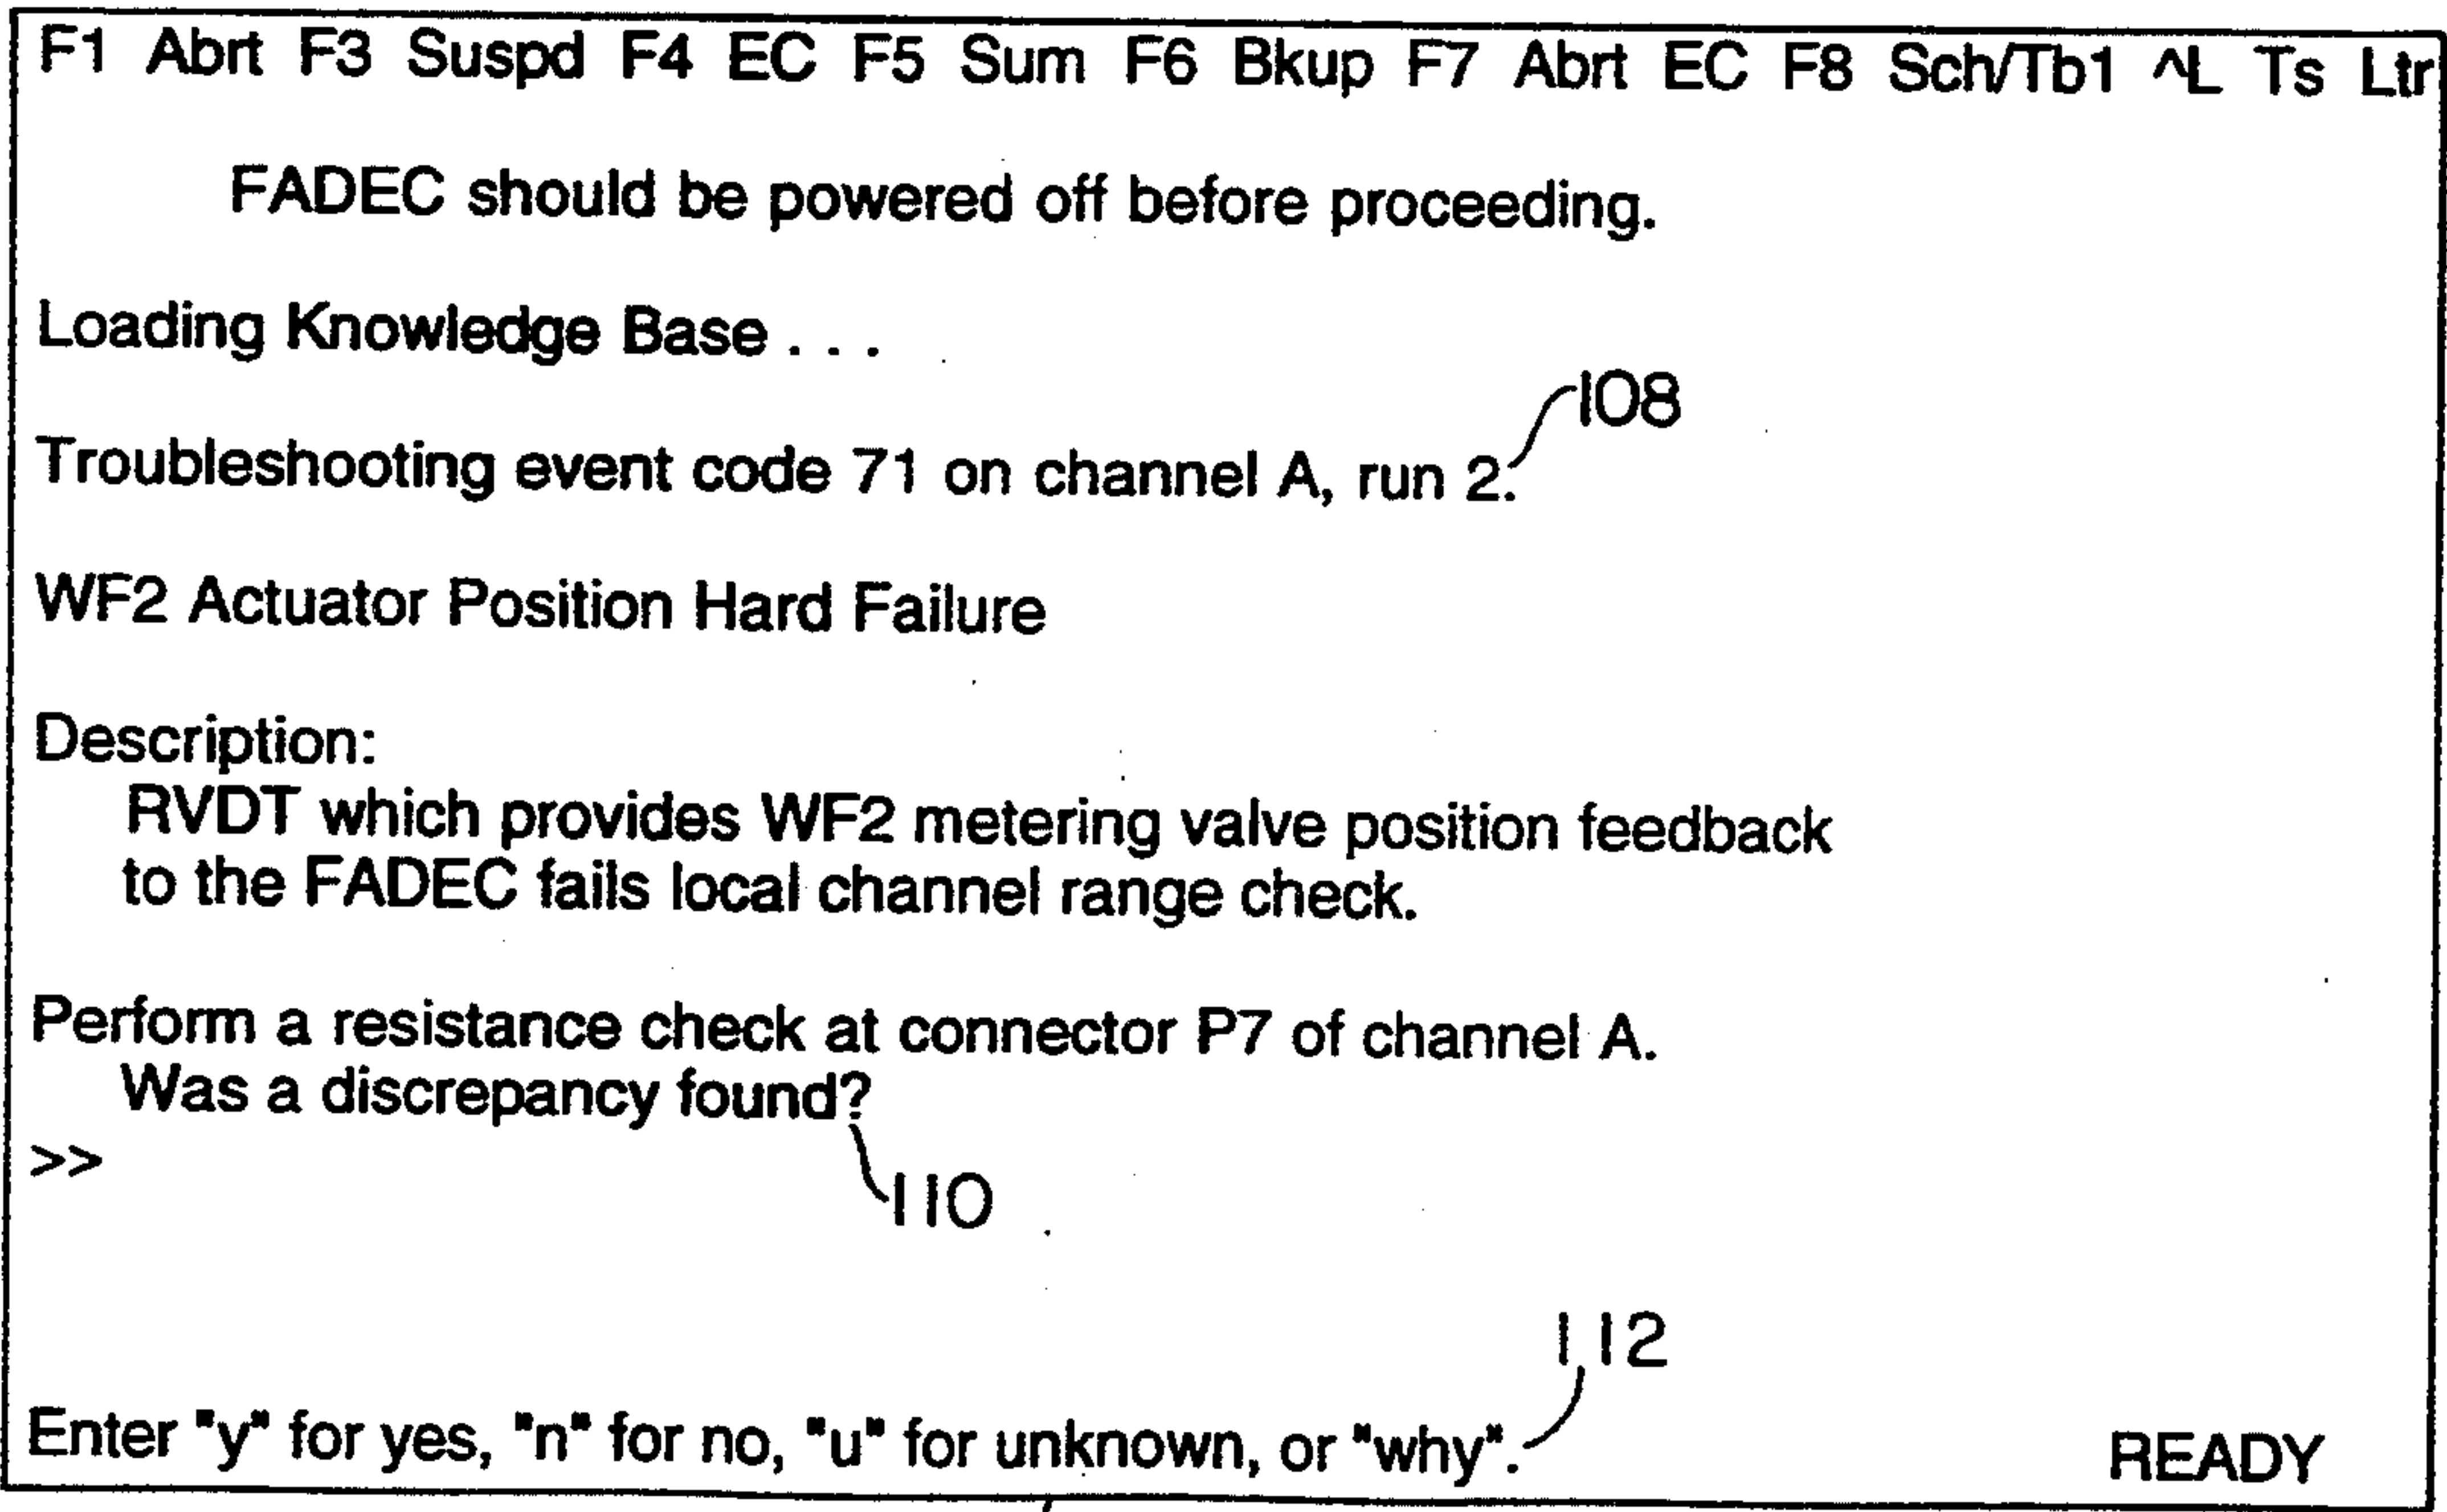 F1 Abrt F3 Suspd F4 EC F5 Sum F6 Bkup F7 Abrt EC F8 Sch/Tb1 ^L Ts Ltr
FADEC should be powered off before proceeding.
Loading Knowledge Base . . .
108
Troubleshooting event code 71 on channel A, run 2.
WF2 Actuator Position Hard Failure
Description:
RVDT which provides WF2 metering valve position feedback
to the FADEC fails local channel range check.
Perform a resistance check at connector P7 of channel A.
Was a discrepancy found?
>>
110
112
Enter "y" for yes, "n" for no, "u" for unknown, or "why".
READY